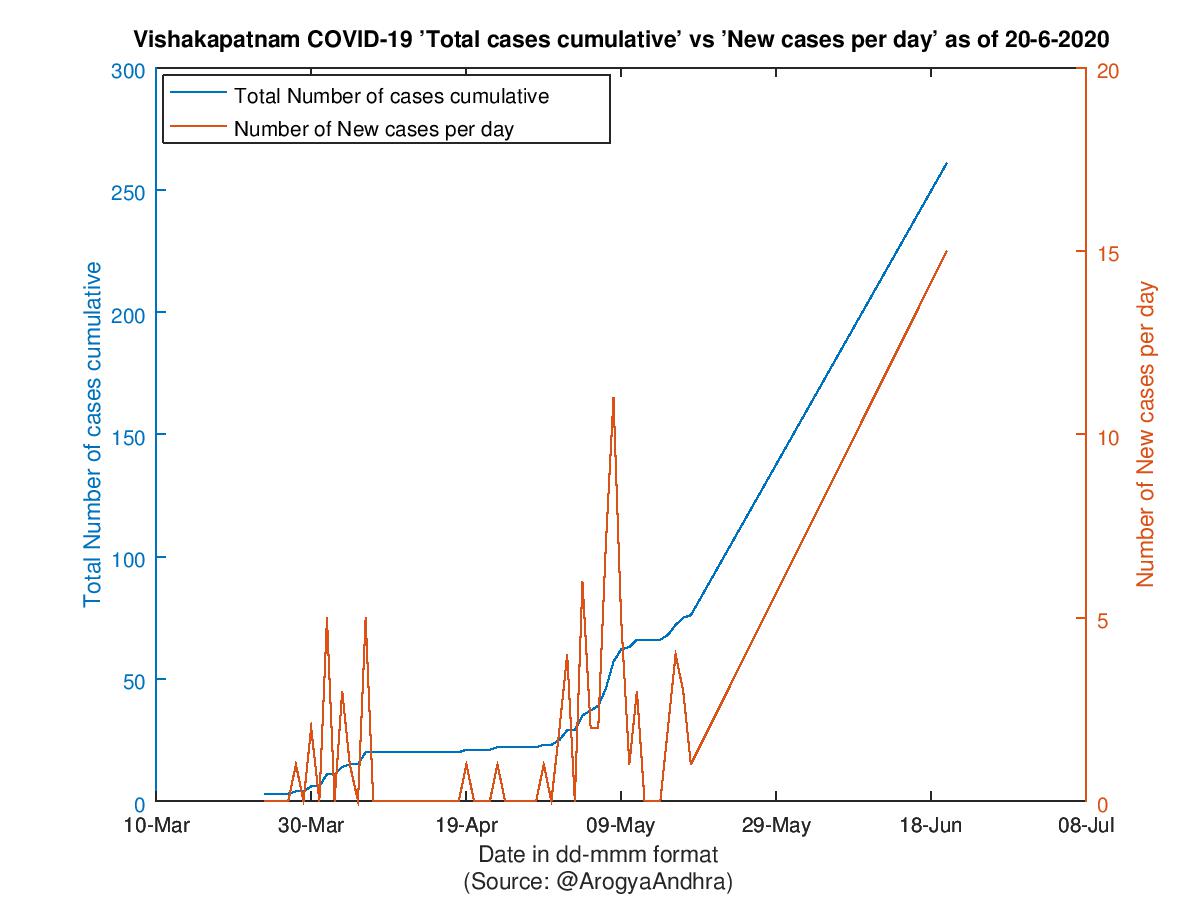 Vishakapatnam COVID-19 'Total cases cumulative' vs 'New cases per day' as of 20-6-2020
Total Number of cases cumulative
Number of New cases per day
300
250
200
150
100
50
0
Total Number of cases cumulative
20
15
10
5
0
Number of New cases per day
10-Mar 30-Mar 19-Apr 09-May 29-May 18-Jun 08-Jul
Date in dd-mmm format
(Source: @ArogyaAndhra)